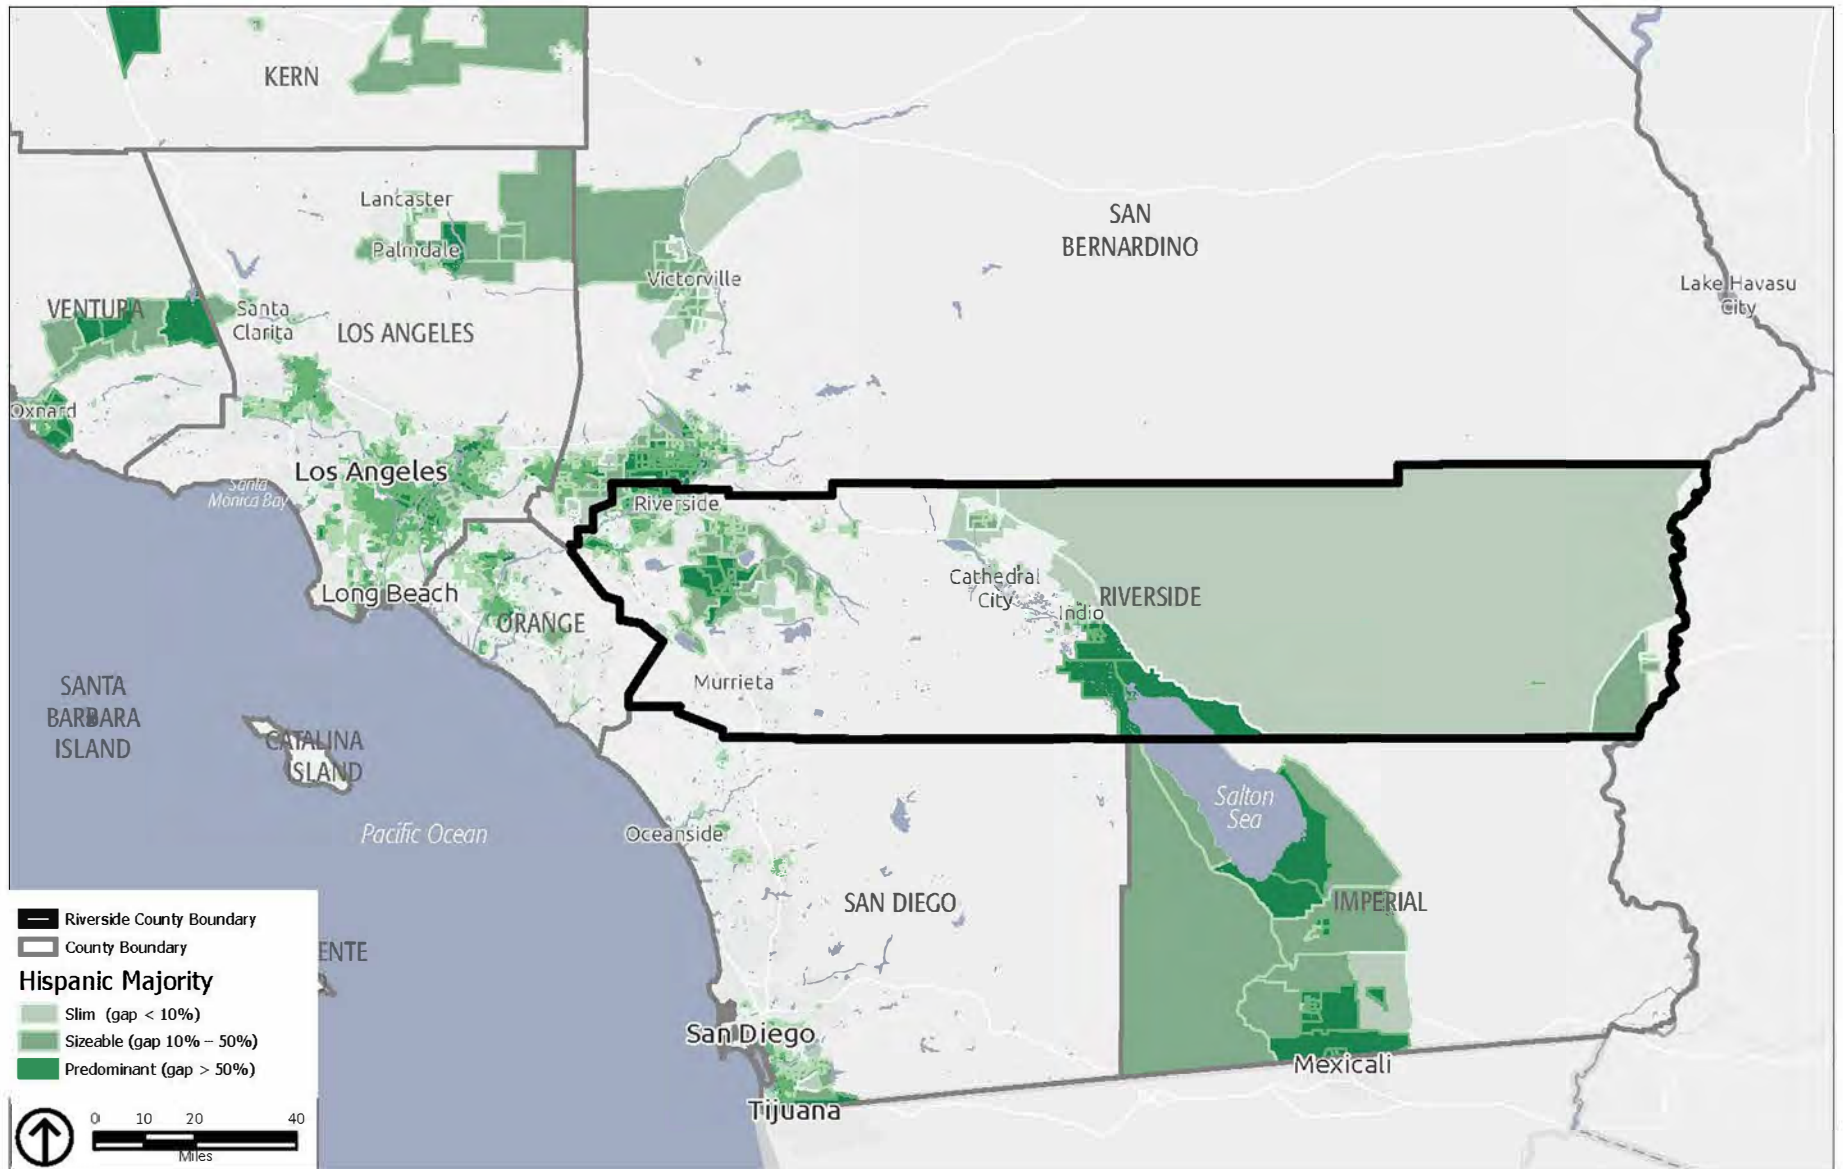 KERN
Lancaster
Palmdale
SAN
BERNARDINO
Victorville
Lake Havasu
City
VENTURA
Santa
Clarita
LOS ANGELES
Oxnard
Los Angeles
Santa
Monica Bay
Riverside
Long Beach
ORANGE
Cathedral
City
Indio
RIVERSIDE
Murrieta
SANTA
BARBARA
ISLAND
CATALINA
ISLAND
Pacific Ocean
Oceanside
Salton
Sea
SAN DIEGO
IMPERIAL
ENTE
San Diego
Mexicali
Tijuana
Riverside County Boundary
County Boundary
Hispanic Majority
Slim (gap < 10%)
Sizeable (gap 10% – 50%)
Predominant (gap > 50%)
0 10 20 40
Miles